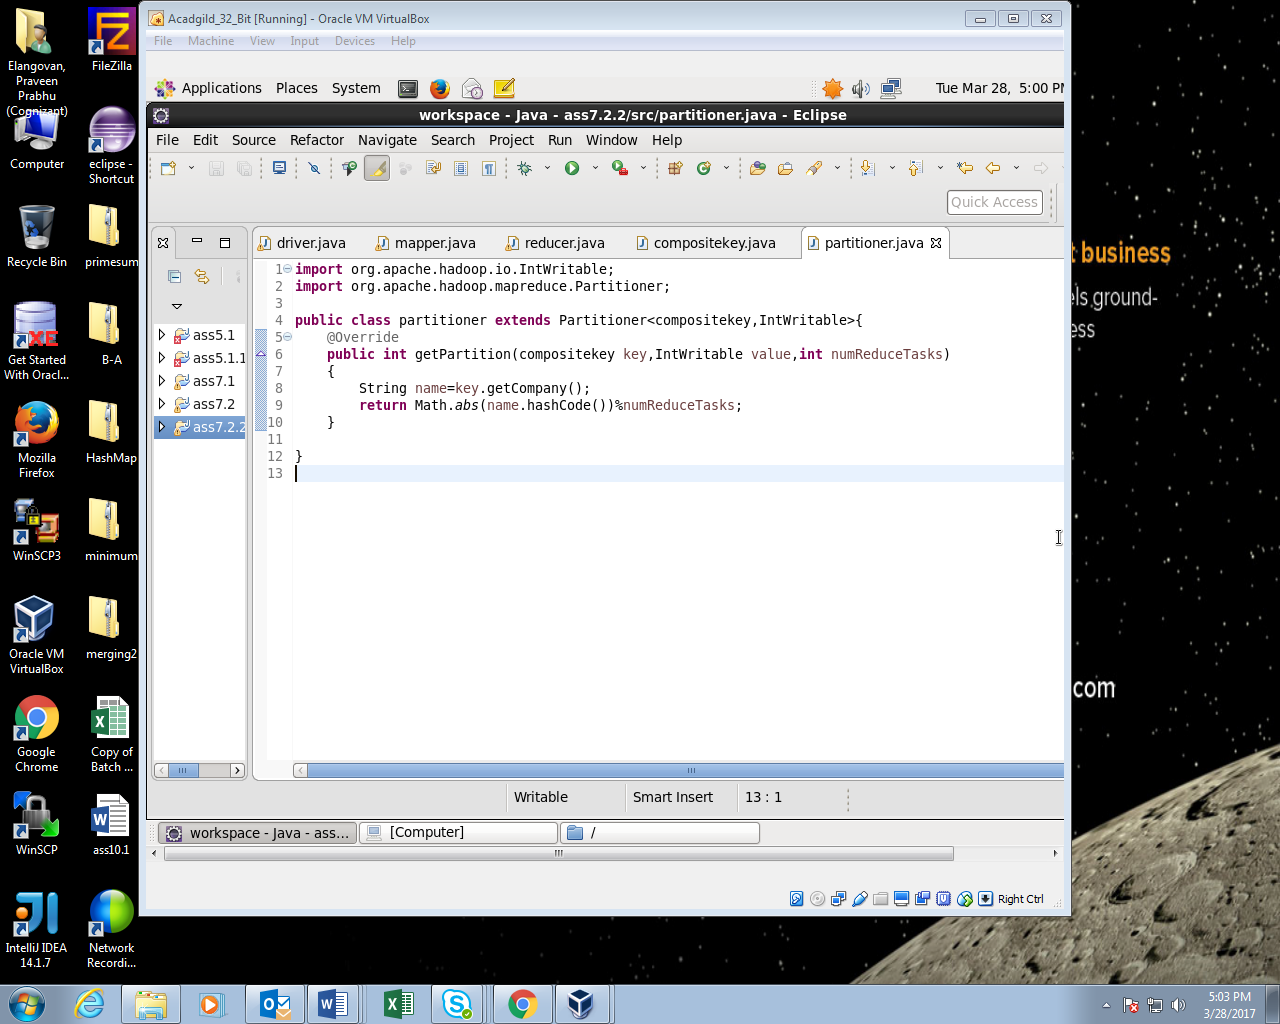 Acadgild_32_Bit [Running] - Oracle VM VirtualBox
File Machine View Input Devices Help
Applications Places System
Tue Mar 28, 5:00 PM
workspace - Java - ass7.2.2/src/partitioner.java - Eclipse
File Edit Source Refactor Navigate Search Project Run Window Help
Quick Access
driver.java mapper.java reducer.java compositekey.java partitioner.java
1 import org.apache.hadoop.io.IntWritable;
2 import org.apache.hadoop.mapreduce.Partitioner;
3
4 public class partitioner extends Partitioner<compositekey,IntWritable>{
5 @Override
6 public int getPartition(compositekey key,IntWritable value,int numReduceTasks)
7 {
8 String name=key.getCompany();
9 return Math.abs(name.hashCode())%numReduceTasks;
10 }
11
12 }
13
ass5.1
ass5.1.1
ass7.1
ass7.2
ass7.2.2
Writable Smart Insert 13 : 1
workspace - Java - ass... [Computer] /
Right Ctrl
Elangovan,
Praveen
Prabhu
(Cognizant)
FileZilla
Computer
eclipse -
Shortcut
Recycle Bin
primesum
XE
Get Started
With Oracl...
B-A
Mozilla
Firefox
HashMap
WinSCP3
minimum
Oracle VM
VirtualBox
merging2
Google
Chrome
Copy of
Batch ...
WinSCP
ass10.1
IntelliJ IDEA
14.1.7
Network
Recordi...
t business
els,ground-
ess
com
5:03 PM
3/28/2017